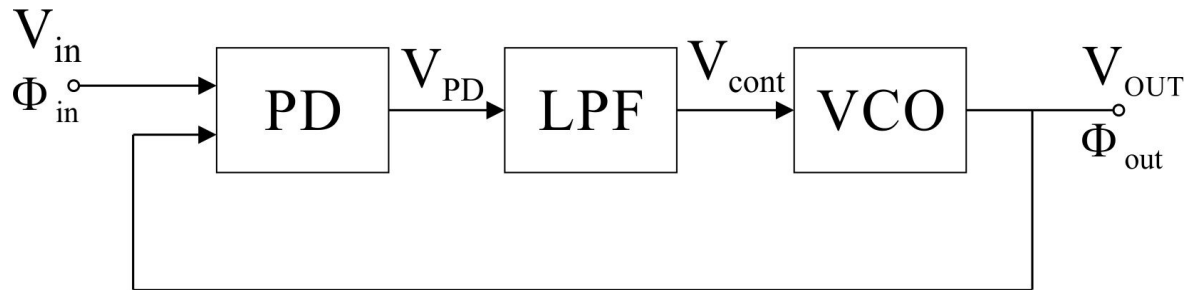 V_in
Φ_in
PD
V_PD
LPF
V_cont
VCO
V_OUT
Φ_out